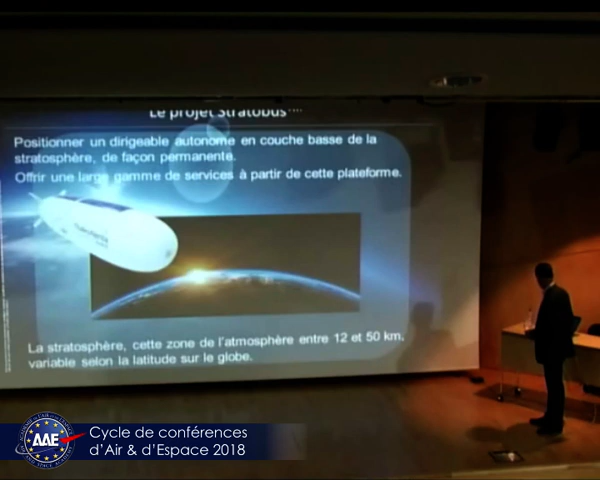 Le projet Stratobus
Positionner un dirigeable autonome en couche basse de la
stratosphère, de façon permanente.
Offrir une large gamme de services à partir de cette plateforme.
La stratosphère, cette zone de l'atmosphère entre 12 et 50 km,
variable selon la latitude sur le globe.
AAE
Cycle de conférences
d'Air & d'Espace 2018